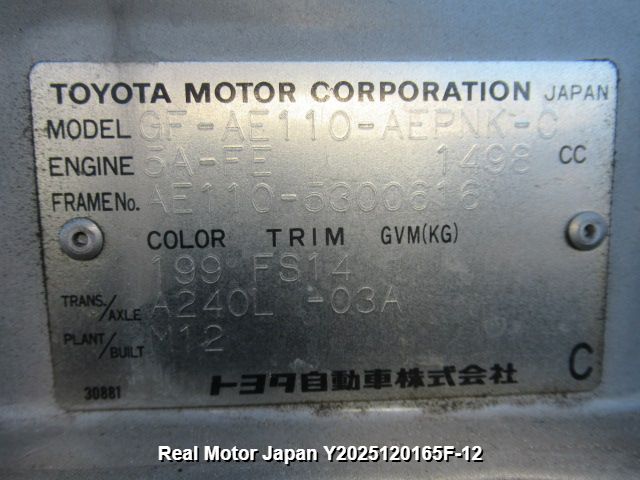 TOYOTA MOTOR CORPORATION JAPAN
MODEL GF-AE110-AEPNK-C
ENGINE 5A-FE 1498 CC
FRAME No. AE110-5300616
COLOR TRIM GVM(KG)
199 FS14
TRANS./AXLE A240L -03A
PLANT/BUILT M12
30881
トヨタ自動車株式会社 C
Real Motor Japan Y2025120165F-12